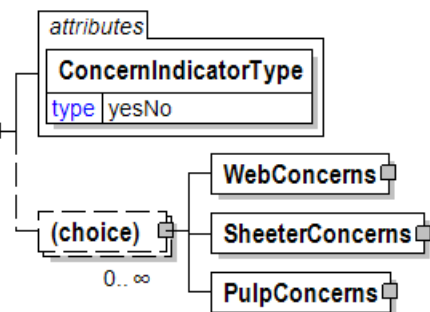 attributes
ConcernIndicatorType
type yesNo
WebConcerns
(choice)
SheeterConcerns
0.. ∞
PulpConcerns